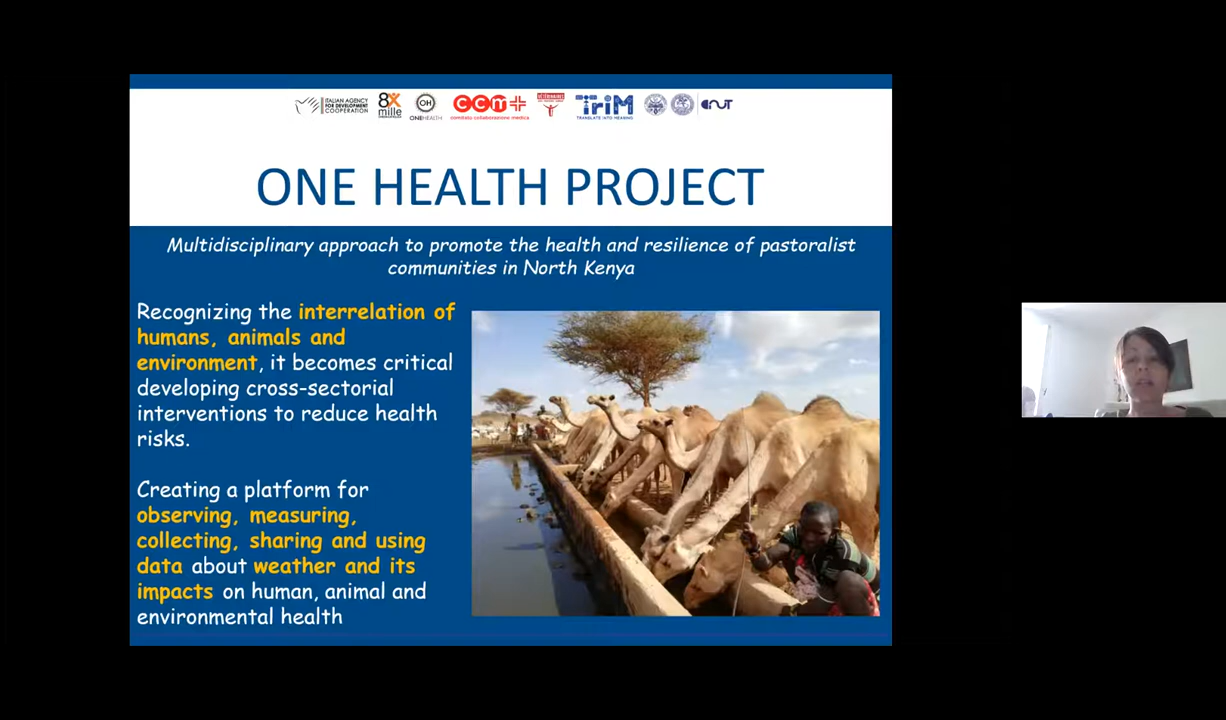 ITALIAN AGENCY
FOR DEVELOPMENT
COOPERATION
8X
mille
OH
ONEHEALTH
CCM
comitato collaborazione medica
TriM
TRANSLATE INTO MEANING
ONE HEALTH PROJECT
Multidisciplinary approach to promote the health and resilience of pastoralist
communities in North Kenya
Recognizing the interrelation of
humans, animals and
environment, it becomes critical
developing cross-sectorial
interventions to reduce health
risks.
Creating a platform for
observing, measuring,
collecting, sharing and using
data about weather and its
impacts on human, animal and
environmental health